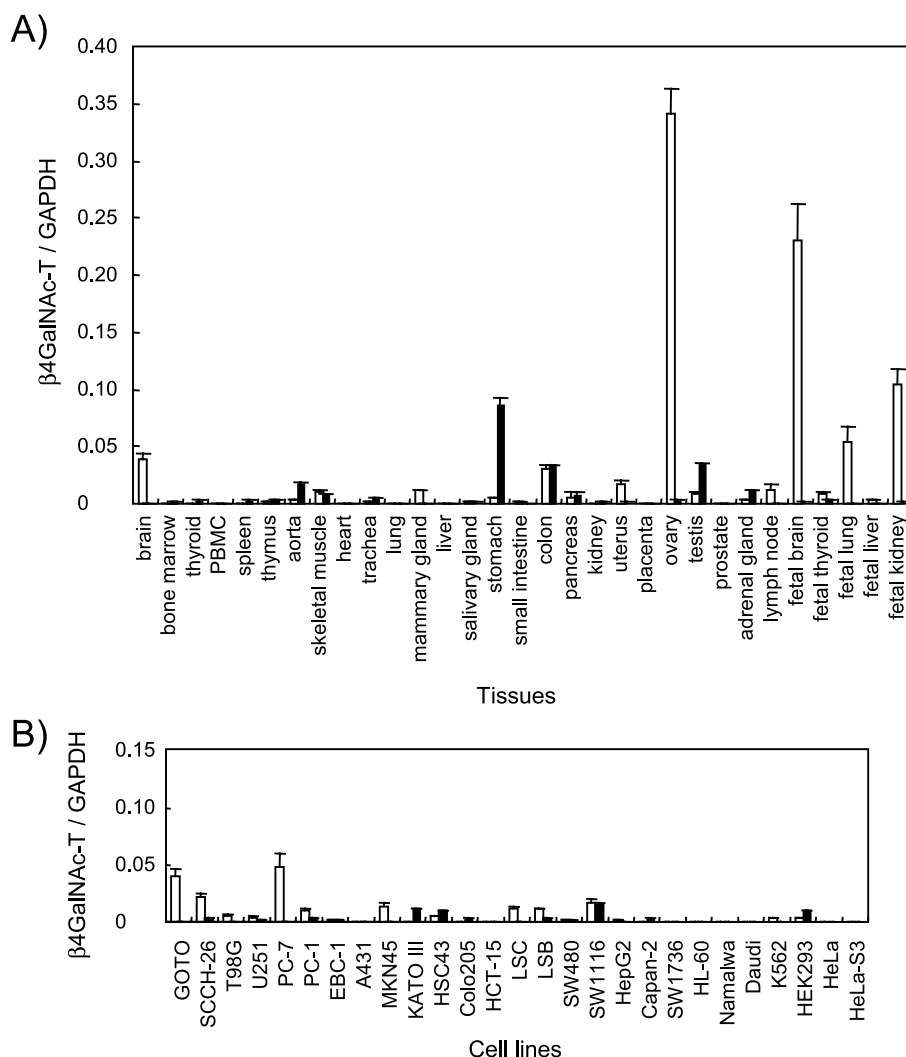 A)
β4GalNAc-T / GAPDH
0.40
0.35
0.30
0.25
0.20
0.15
0.10
0.05
0
brain
bone marrow
thyroid
PBMC
spleen
thymus
aorta
skeletal muscle
heart
trachea
lung
mammary gland
liver
salivary gland
stomach
small intestine
colon
pancreas
kidney
uterus
placenta
ovary
testis
prostate
adrenal gland
lymph node
fetal brain
fetal thyroid
fetal lung
fetal liver
fetal kidney
Tissues
B)
β4GalNAc-T / GAPDH
0.15
0.10
0.05
0
GOTO
SCCH-26
T98G
U251
PC-7
PC-1
EBC-1
A431
MKN45
KATO III
HSC43
Colo205
HCT-15
LSC
LSB
SW480
SW1116
HepG2
Capan-2
SW1736
HL-60
Namalwa
Daudi
K562
HEK293
HeLa
HeLa-S3
Cell lines